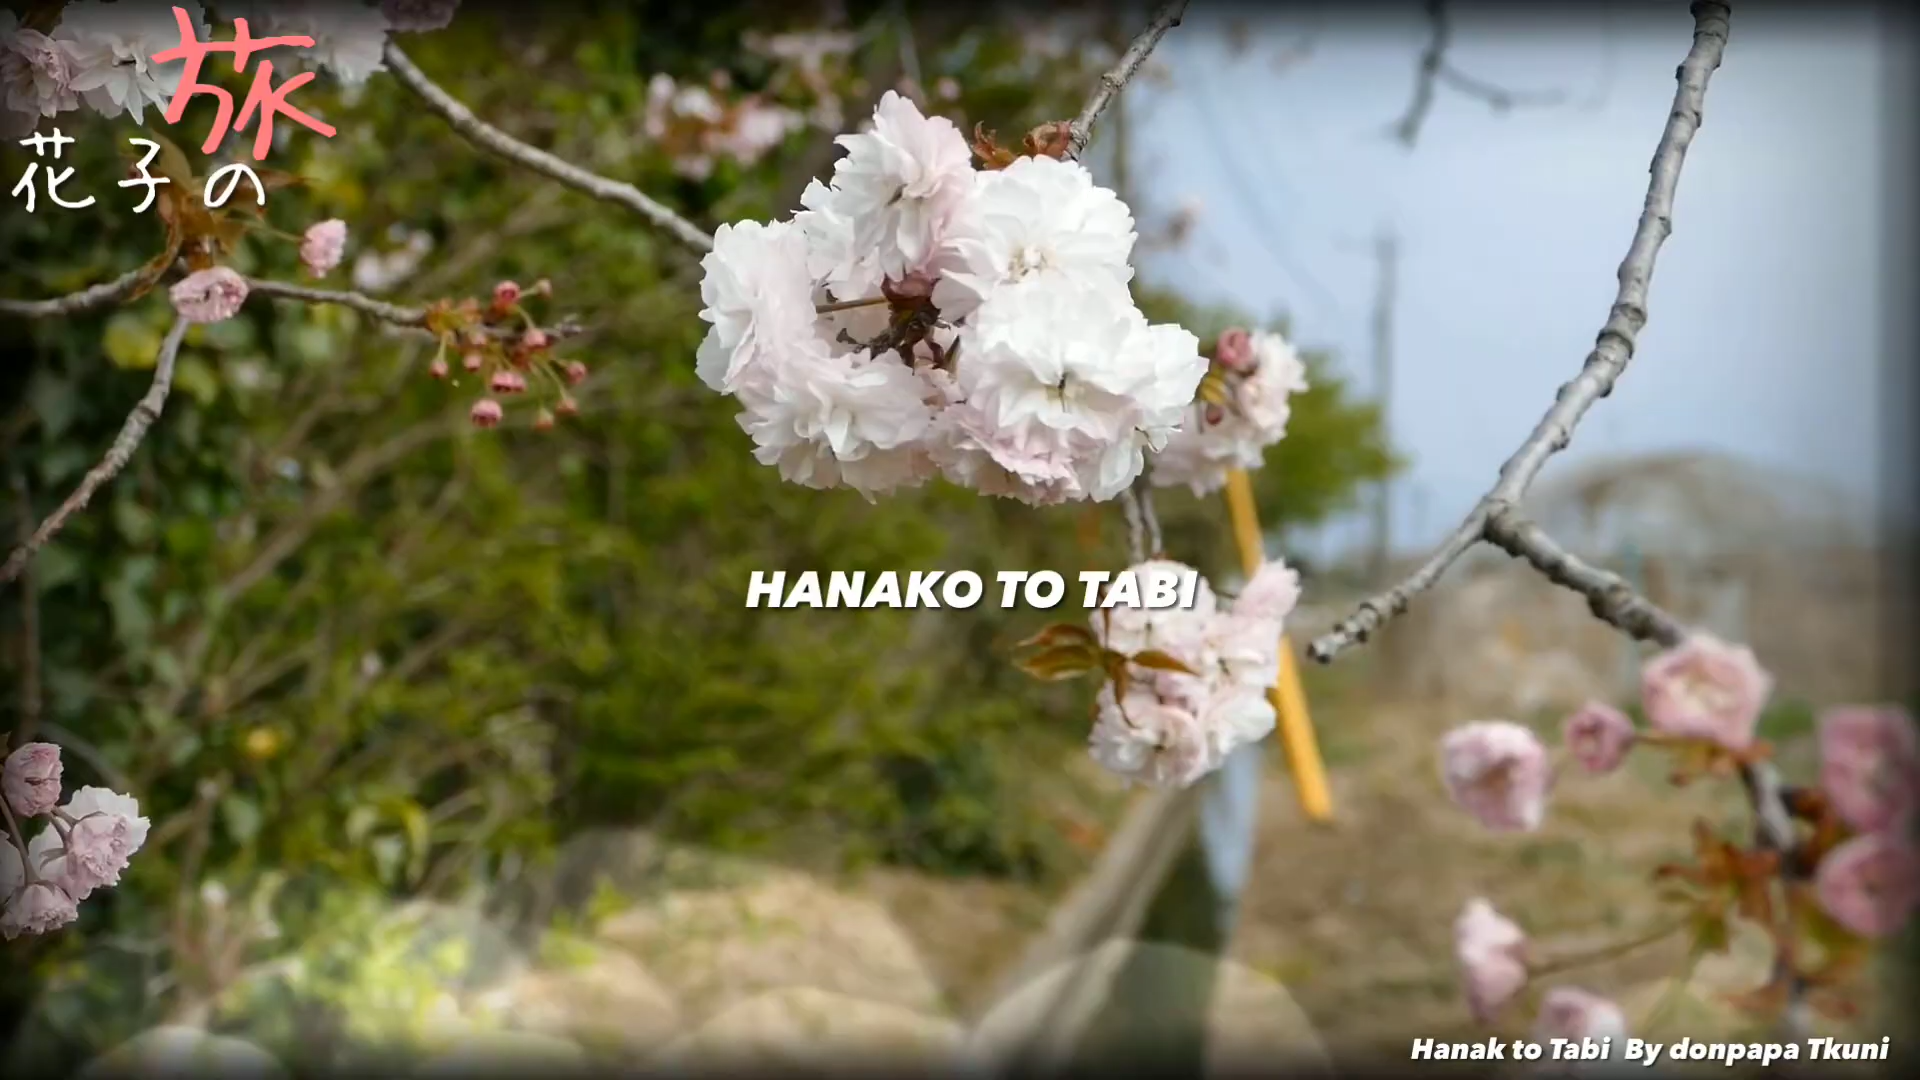 旅
花子の
HANAKO TO TABI
Hanak to Tabi By donpapa Tkuni